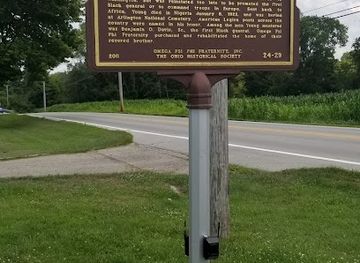 but was reinstated too late to be promoted the first
Black general or to command troops in Europe. Sent back to
Africa, Young died in Nigeria January 8, 1922, and was buried
at Arlington National Cemetery. American Legion posts across the
country were named in his honor. Among the men Young mentored
was Benjamin O. Davis, Sr., the first Black general. Omega Psi
Phi Fraternity purchased and rehabilitated the home of their
revered brother.
OMEGA PSI PHI FRATERNITY, INC.
THE OHIO HISTORICAL SOCIETY
2001
24-29